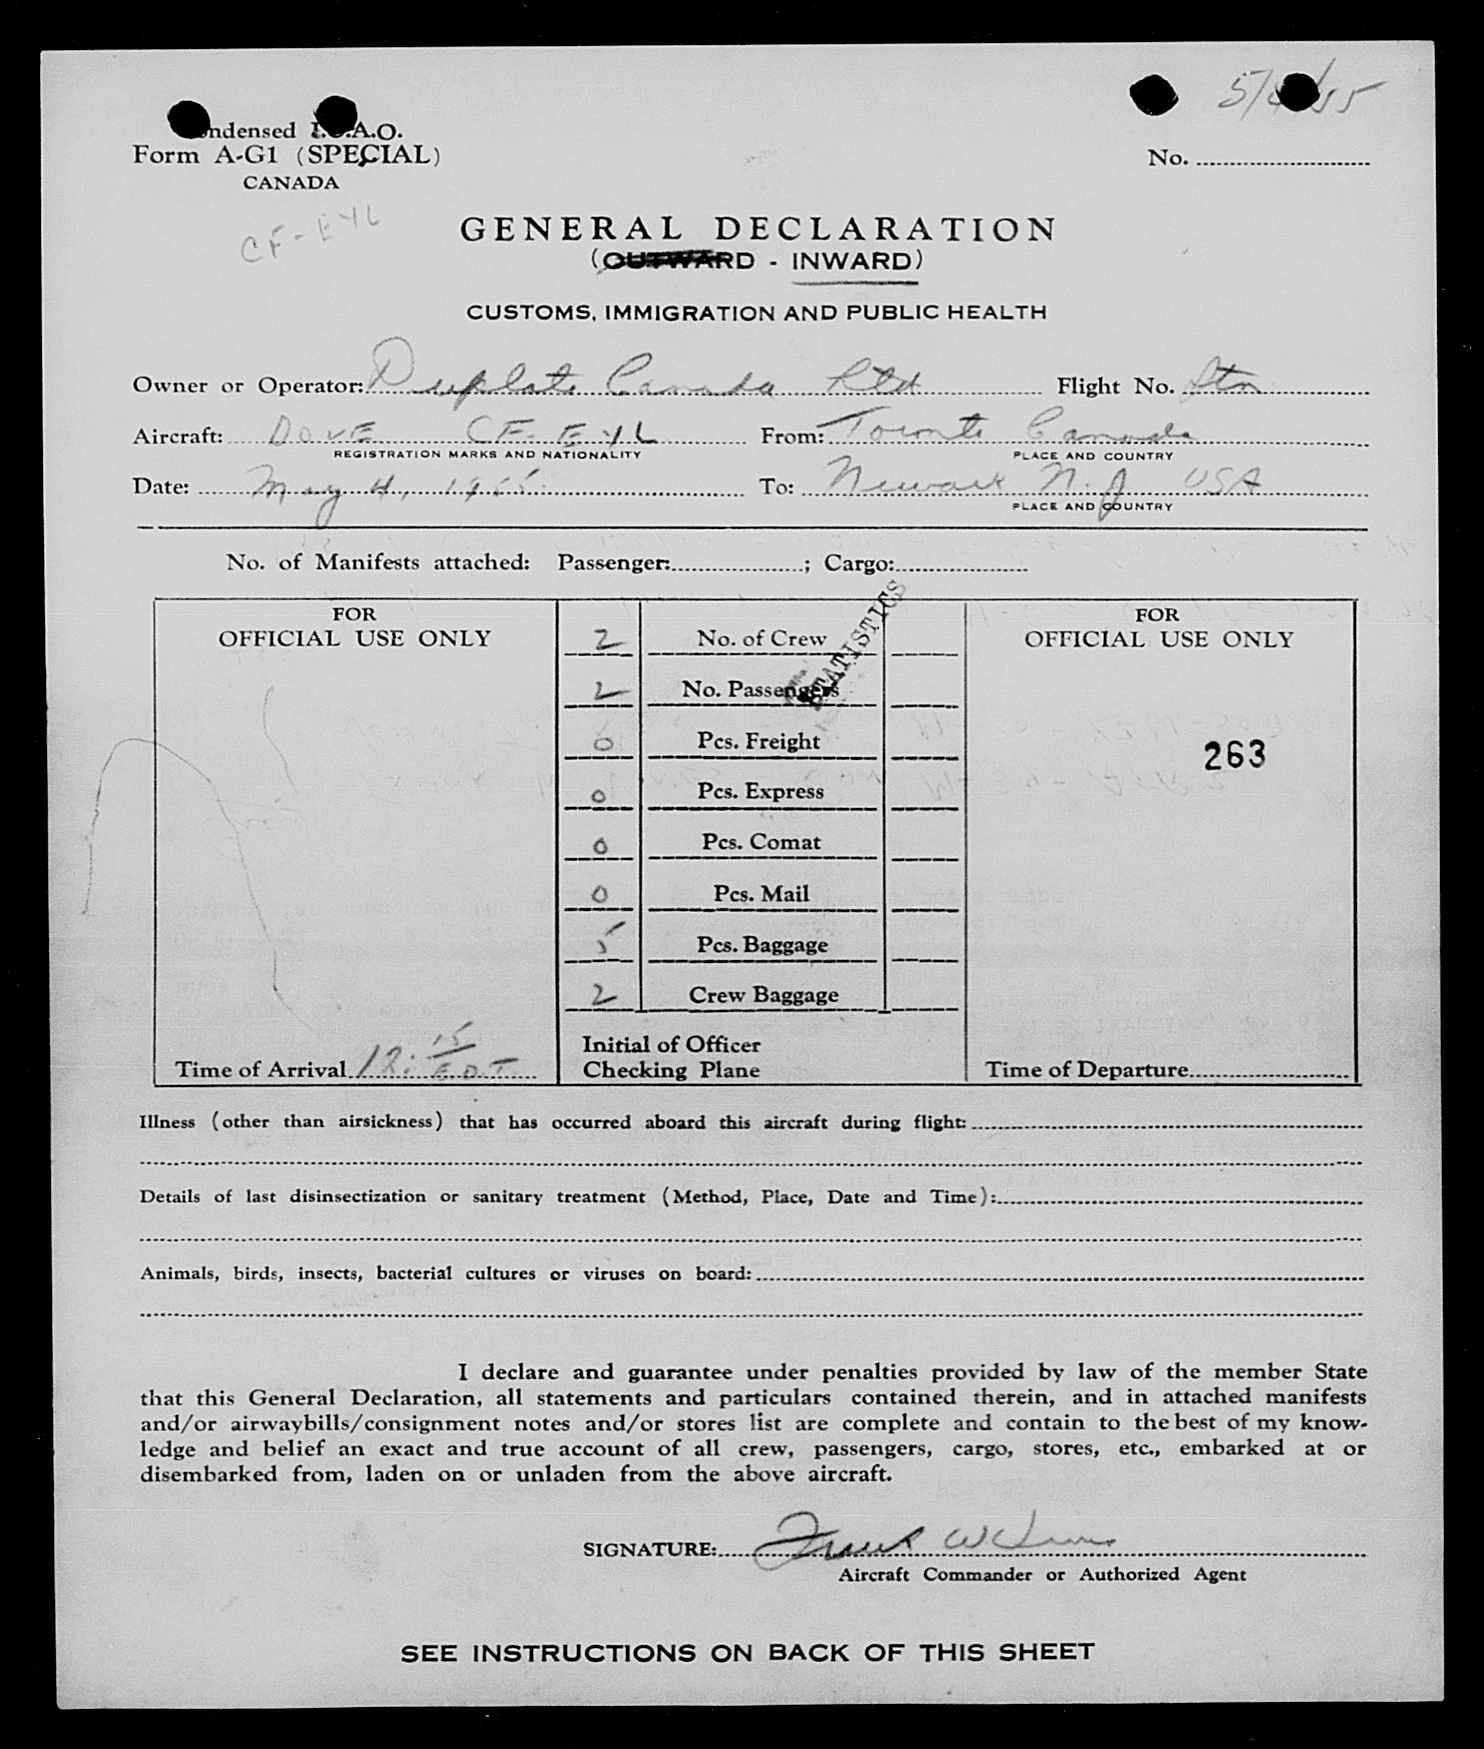 5/4/55
Condensed I.C.A.O.
Form A-G1 (SPECIAL)
CANADA
No.
CF-EYL
GENERAL DECLARATION
(OUTWARD - INWARD)
CUSTOMS, IMMIGRATION AND PUBLIC HEALTH
Owner or Operator: Duplate Canada Ltd Flight No.
Aircraft: DOVE CF-EYL From: Toronto Canada
REGISTRATION MARKS AND NATIONALITY PLACE AND COUNTRY
Date: May 4, 1955 To: Newark N.J USA
PLACE AND COUNTRY
No. of Manifests attached: Passenger: ; Cargo:
FOR OFFICIAL USE ONLY
2 No. of Crew
STATISTICS
2 No. Passengers
0 Pcs. Freight
0 Pcs. Express
0 Pcs. Comat
0 Pcs. Mail
5 Pcs. Baggage
2 Crew Baggage
FOR OFFICIAL USE ONLY
263
Time of Arrival 12:15 E.D.T.
Initial of Officer
Checking Plane
Time of Departure
Illness (other than airsickness) that has occurred aboard this aircraft during flight:
Details of last disinsectization or sanitary treatment (Method, Place, Date and Time):
Animals, birds, insects, bacterial cultures or viruses on board:
I declare and guarantee under penalties provided by law of the member State
that this General Declaration, all statements and particulars contained therein, and in attached manifests
and/or airwaybills/consignment notes and/or stores list are complete and contain to the best of my know-
ledge and belief an exact and true account of all crew, passengers, cargo, stores, etc., embarked at or
disembarked from, laden on or unladen from the above aircraft.
SIGNATURE: Frank
Aircraft Commander or Authorized Agent
SEE INSTRUCTIONS ON BACK OF THIS SHEET